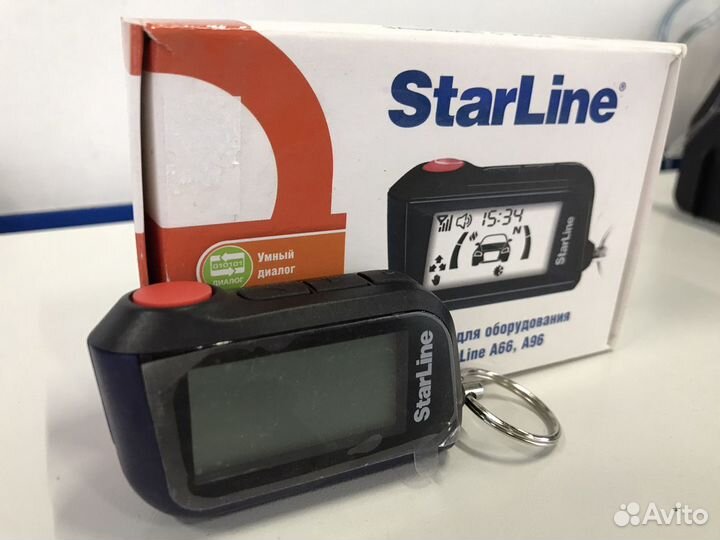 StarLine®
15:34
N
StarLine
010101
ДИАЛОГ
Умный
диалог
для оборудования
Line A66, A96
StarLine
Avito